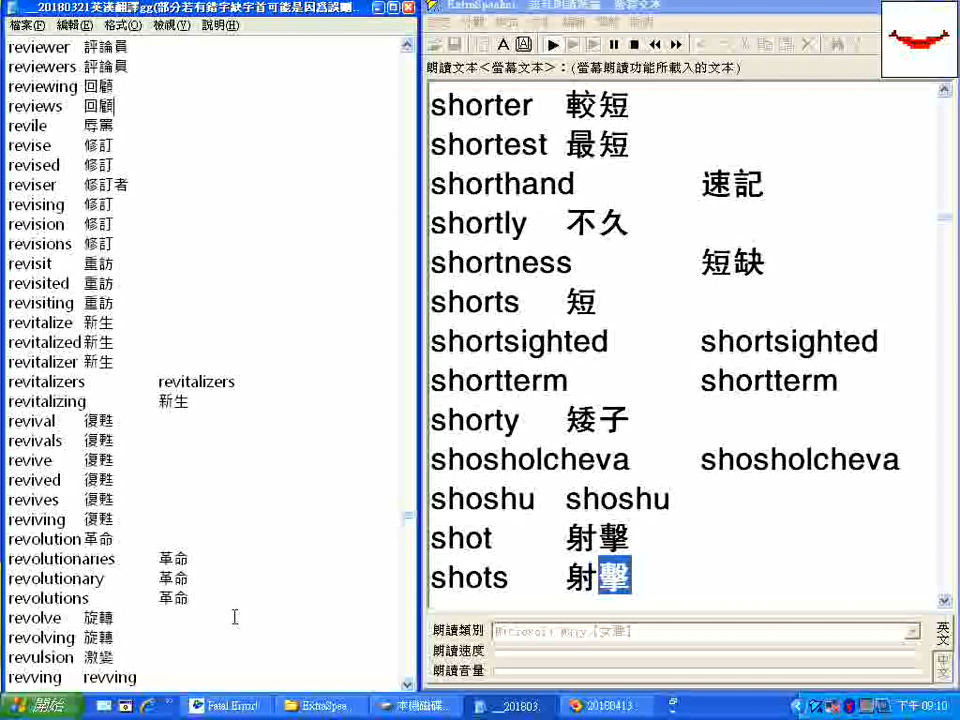 __20180321英漢翻譯gg(部分若有錯字缺字首可能是因為誤刪...
檔案(F) 編輯(E) 格式(O) 檢視(V) 說明(H)
reviewer 評論員
reviewers 評論員
reviewing 回顧
reviews 回顧
revile 辱罵
revise 修訂
revised 修訂
reviser 修訂者
revising 修訂
revision 修訂
revisions 修訂
revisit 重訪
revisited 重訪
revisiting 重訪
revitalize 新生
revitalized 新生
revitalizer 新生
revitalizers revitalizers
revitalizing 新生
revival 復甦
revivals 復甦
revive 復甦
revived 復甦
revives 復甦
reviving 復甦
revolution 革命
revolutionaries 革命
revolutionary 革命
revolutions 革命
revolve 旋轉
revolving 旋轉
revulsion 激變
revving revving
朗讀文本<螢幕文本>：(螢幕朗讀功能所載入的文本)
shorter 較短
shortest 最短
shorthand 速記
shortly 不久
shortness 短缺
shorts 短
shortsighted shortsighted
shortterm shortterm
shorty 矮子
shosholcheva shosholcheva
shoshu shoshu
shot 射擊
shots 射擊
朗讀類別
朗讀速度
朗讀音量
英文
中文
開始
Fatal Error!
ExtraSpea...
本機磁碟...
__201803...
20180413
下午 09:10